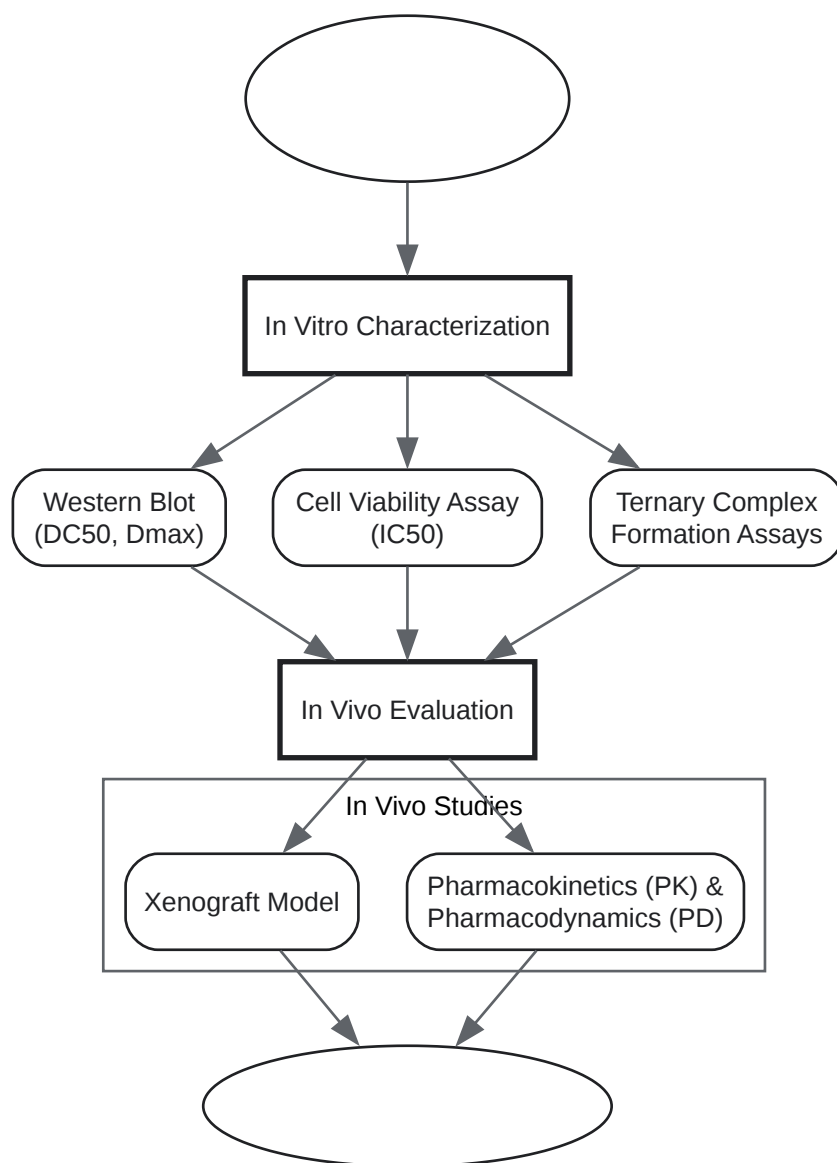 In Vitro Characterization
Western Blot
(DC50, Dmax)
Cell Viability Assay
(IC50)
Ternary Complex
Formation Assays
In Vivo Evaluation
In Vivo Studies
Xenograft Model
Pharmacokinetics (PK) &
Pharmacodynamics (PD)